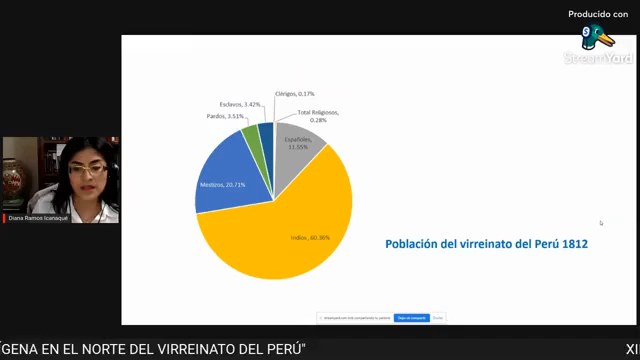 Producido con
StreamYard
Clérigos, 0.17%
Total Religiosos,
0.28%
Esclavos, 3.42%
Pardos, 3.51%
Españoles,
11.55%
Mestizos, 20.71%
Indios, 60.36%
Población del virreinato del Perú 1812
Diana Ramos Icanaqué
GENA EN EL NORTE DEL VIRREINATO DEL PERÚ"
XI